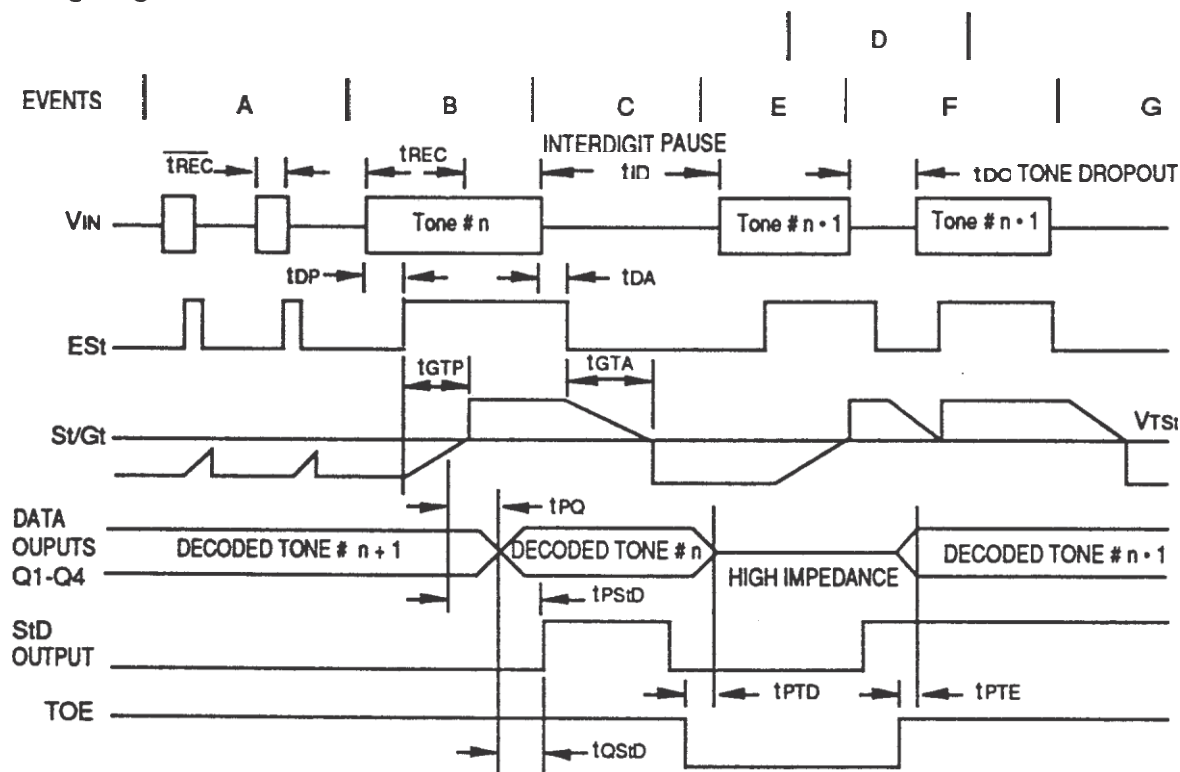 D
EVENTS A B C E F G
INTERDIGIT PAUSE
tREC tREC tID tDO TONE DROPOUT
VIN Tone # n Tone # n • 1 Tone # n • 1
tDP tDA
ESt
tGTP tGTA
St/Gt VTSt
tPQ
DATA
OUPUTS
Q1-Q4
DECODED TONE # n + 1 DECODED TONE # n HIGH IMPEDANCE DECODED TONE # n • 1
tPStD
StD
OUTPUT
tPTD tPTE
TOE
tQStD